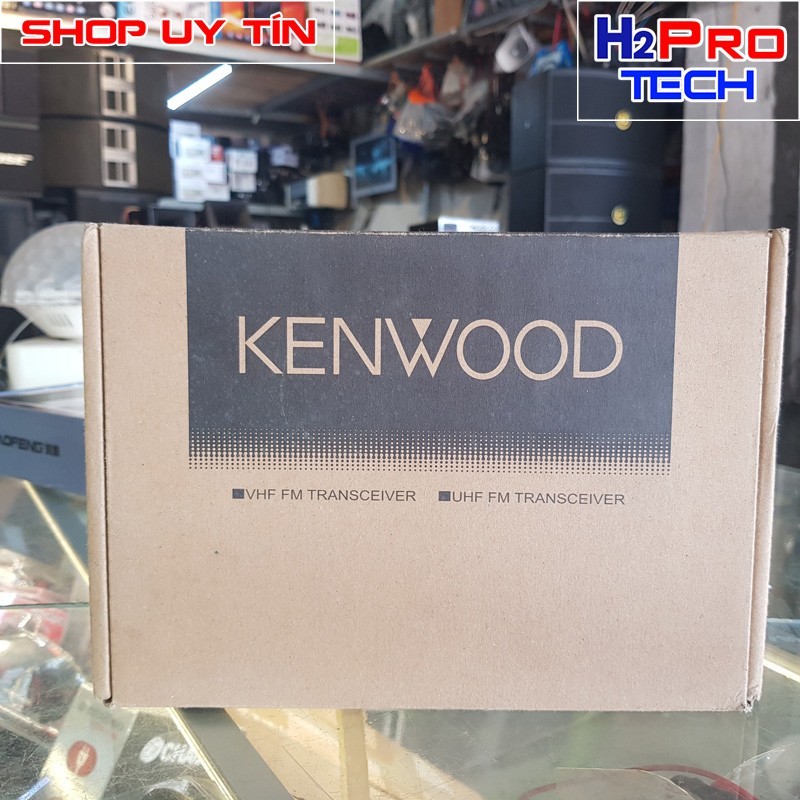 SHOP UY TÍN
H2PRO
TECH
KENWOOD
■VHF FM TRANSCEIVER ■UHF FM TRANSCEIVER